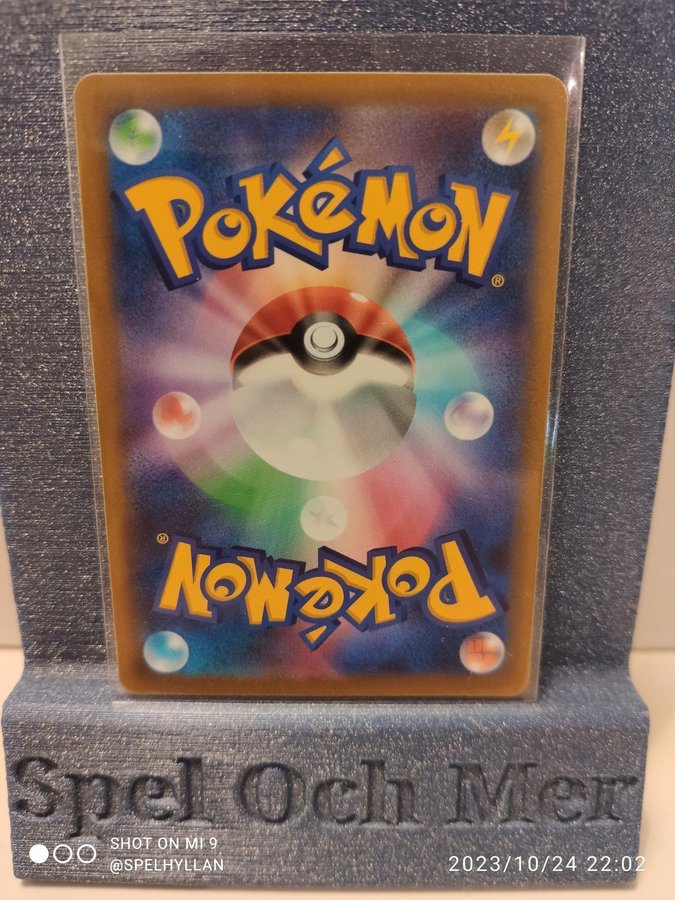 POKéMON
®
®
POKéMON
Spel Och Mer
SHOT ON MI 9
@SPELHYLLAN
2023/10/24 22:02